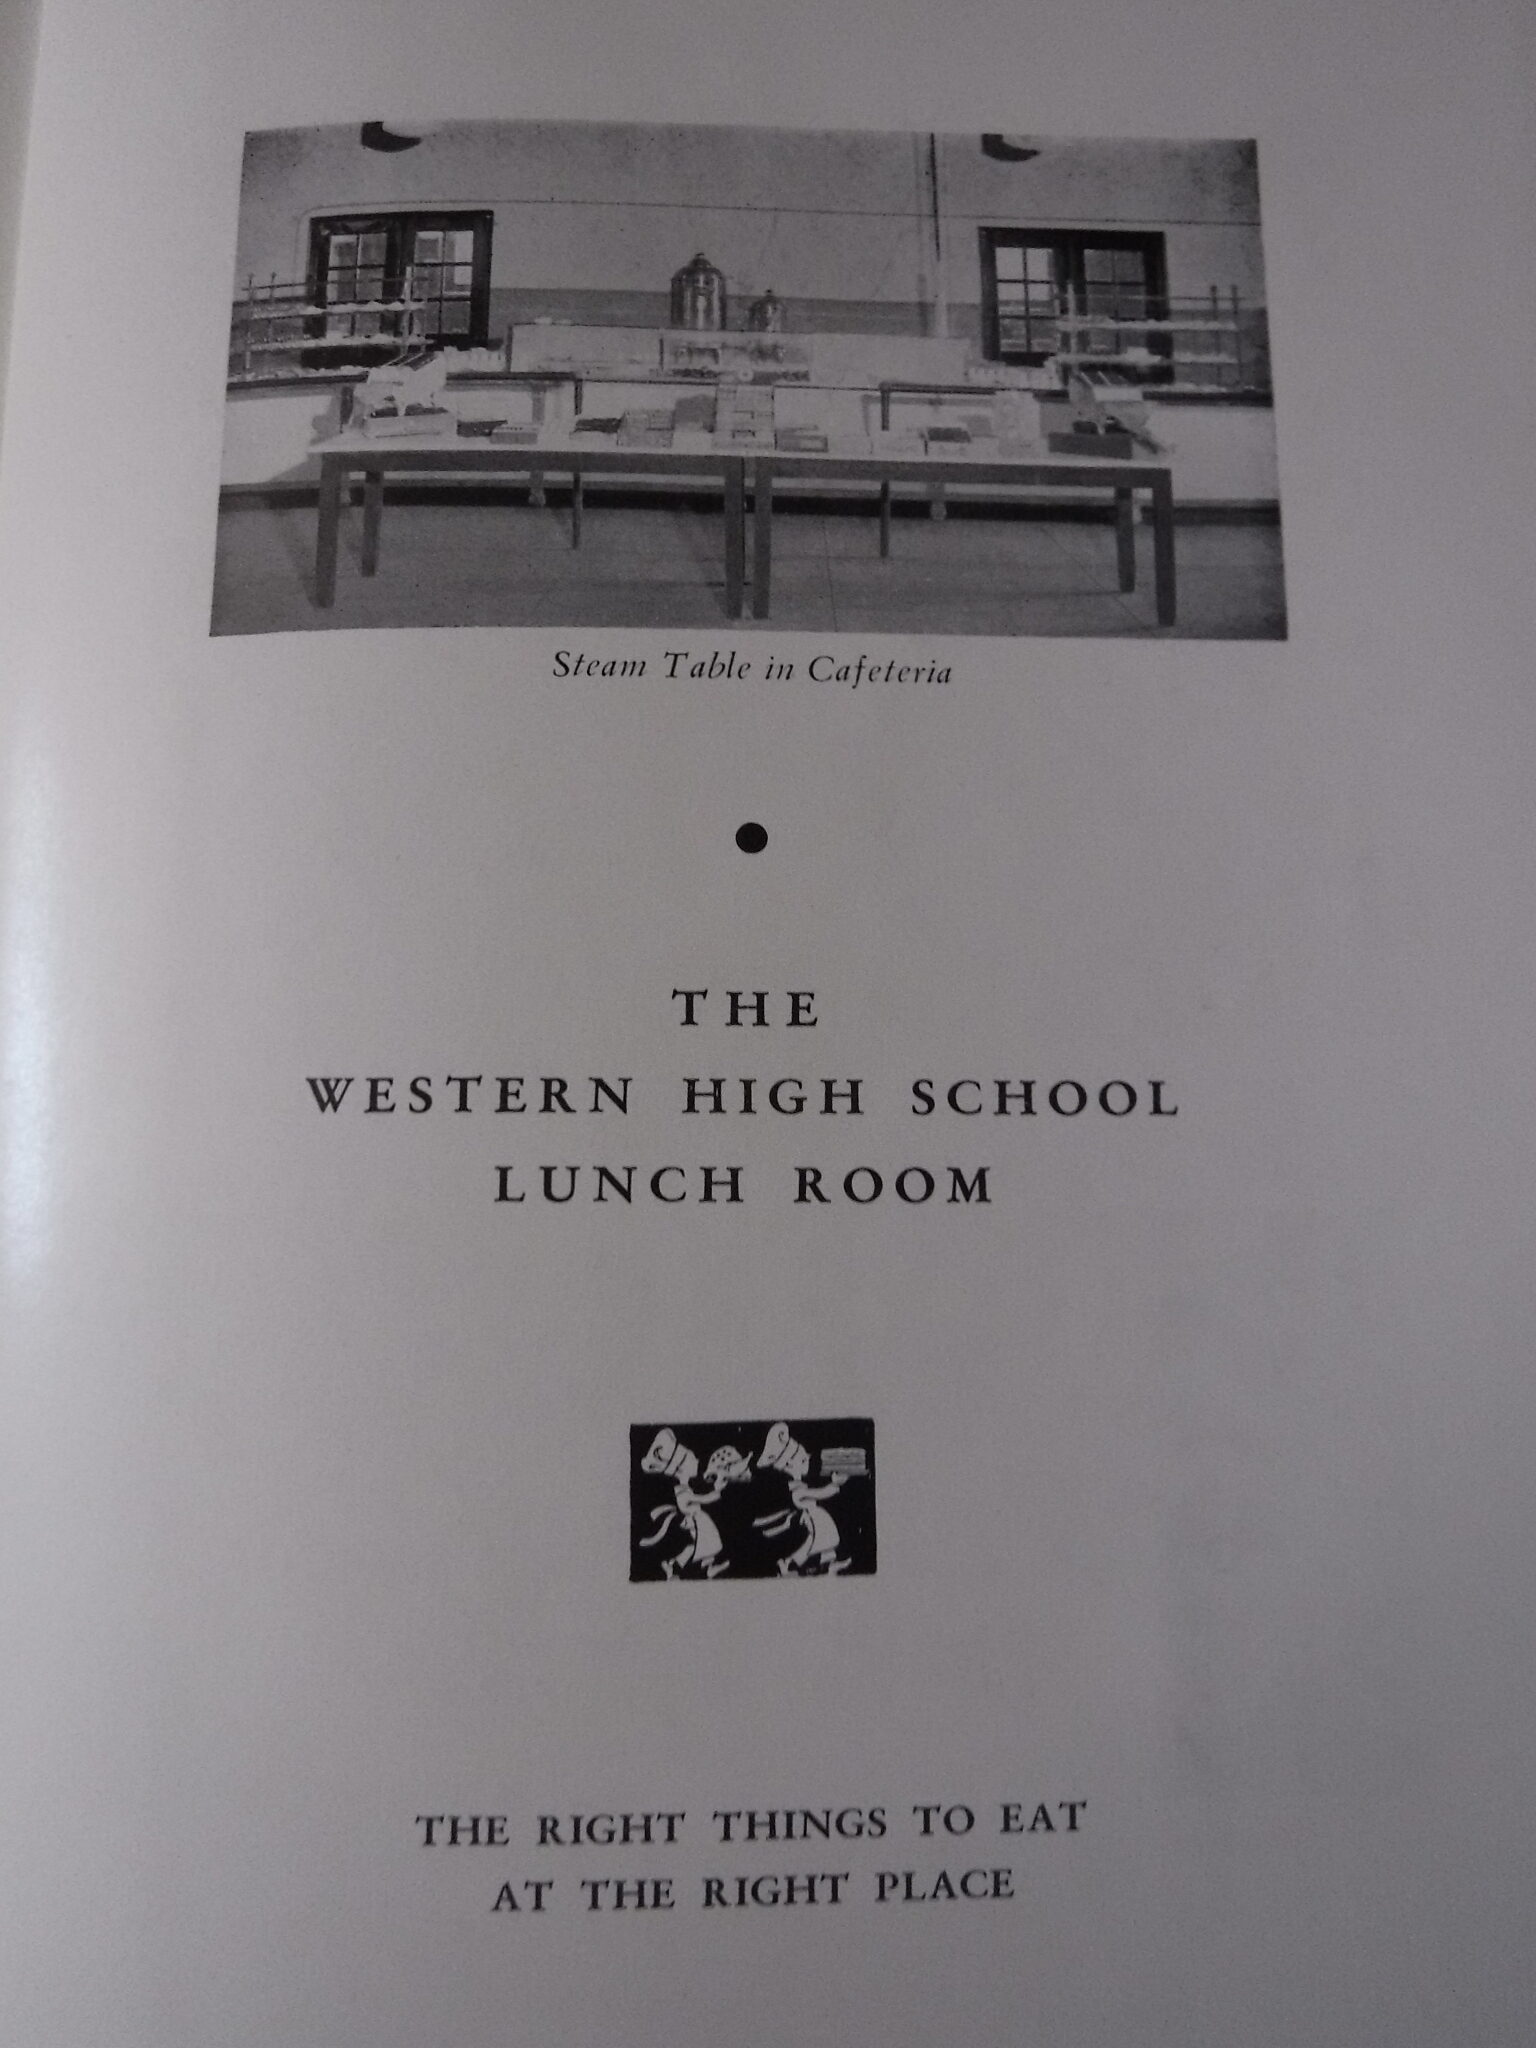 Steam Table in Cafeteria
THE
WESTERN HIGH SCHOOL
LUNCH ROOM
THE RIGHT THINGS TO EAT
AT THE RIGHT PLACE